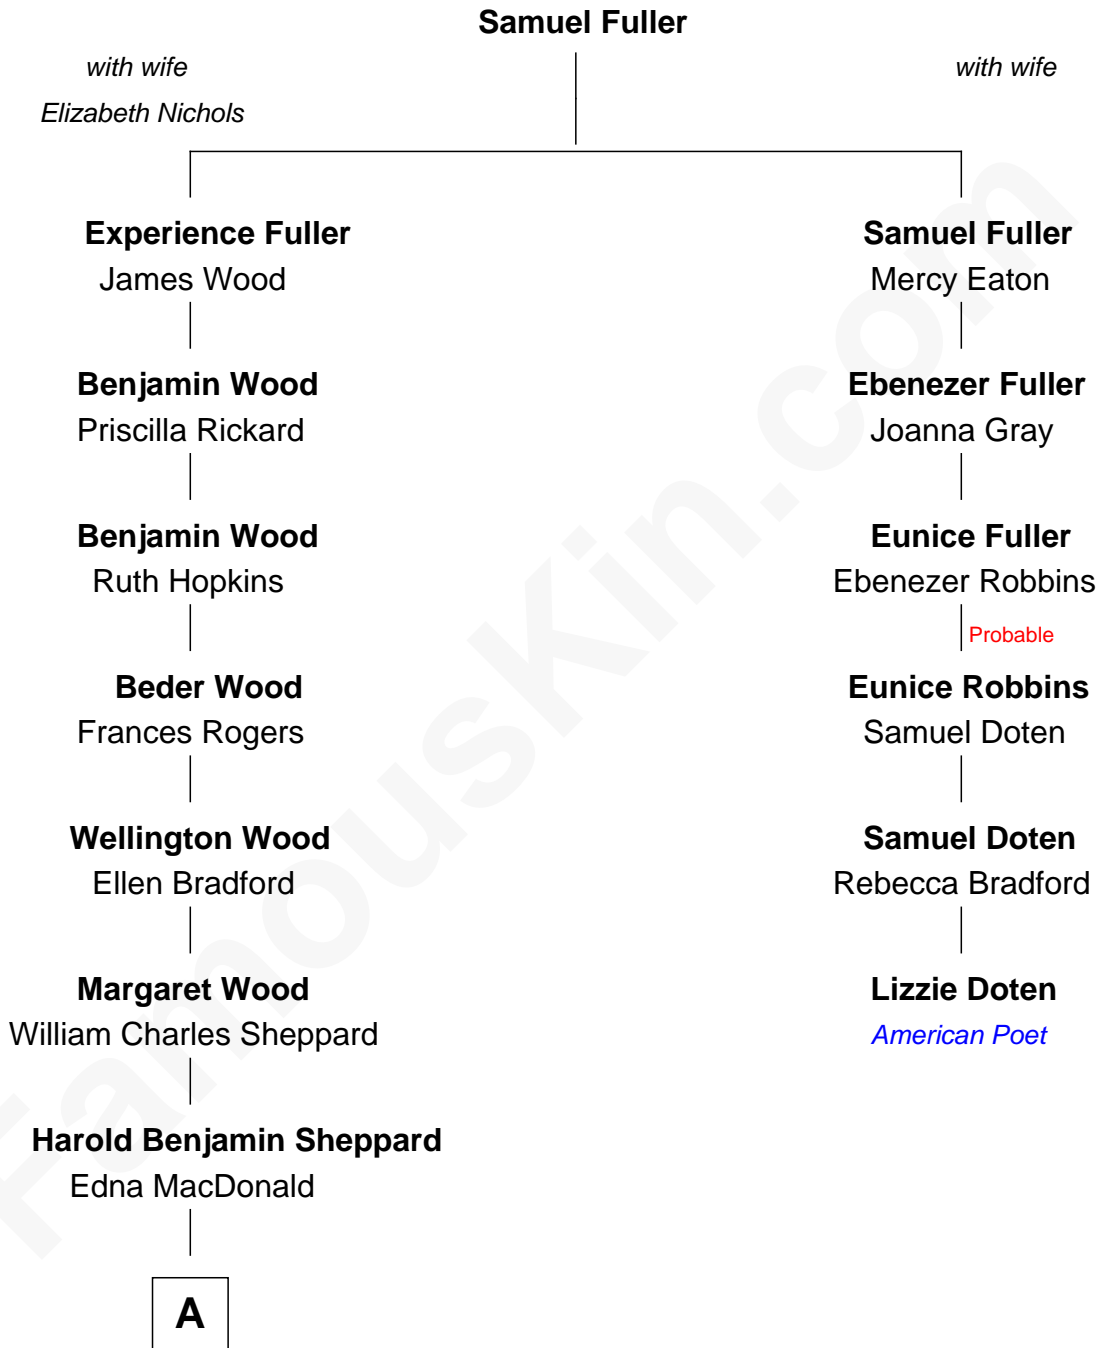 Samuel Fuller
with wife
Elizabeth Nichols
with wife
Experience Fuller
James Wood
Samuel Fuller
Mercy Eaton
Benjamin Wood
Priscilla Rickard
Ebenezer Fuller
Joanna Gray
Benjamin Wood
Ruth Hopkins
Eunice Fuller
Ebenezer Robbins
Probable
Beder Wood
Frances Rogers
Eunice Robbins
Samuel Doten
Wellington Wood
Ellen Bradford
Samuel Doten
Rebecca Bradford
Margaret Wood
William Charles Sheppard
Lizzie Doten
American Poet
Harold Benjamin Sheppard
Edna MacDonald
A
FamousKin.com